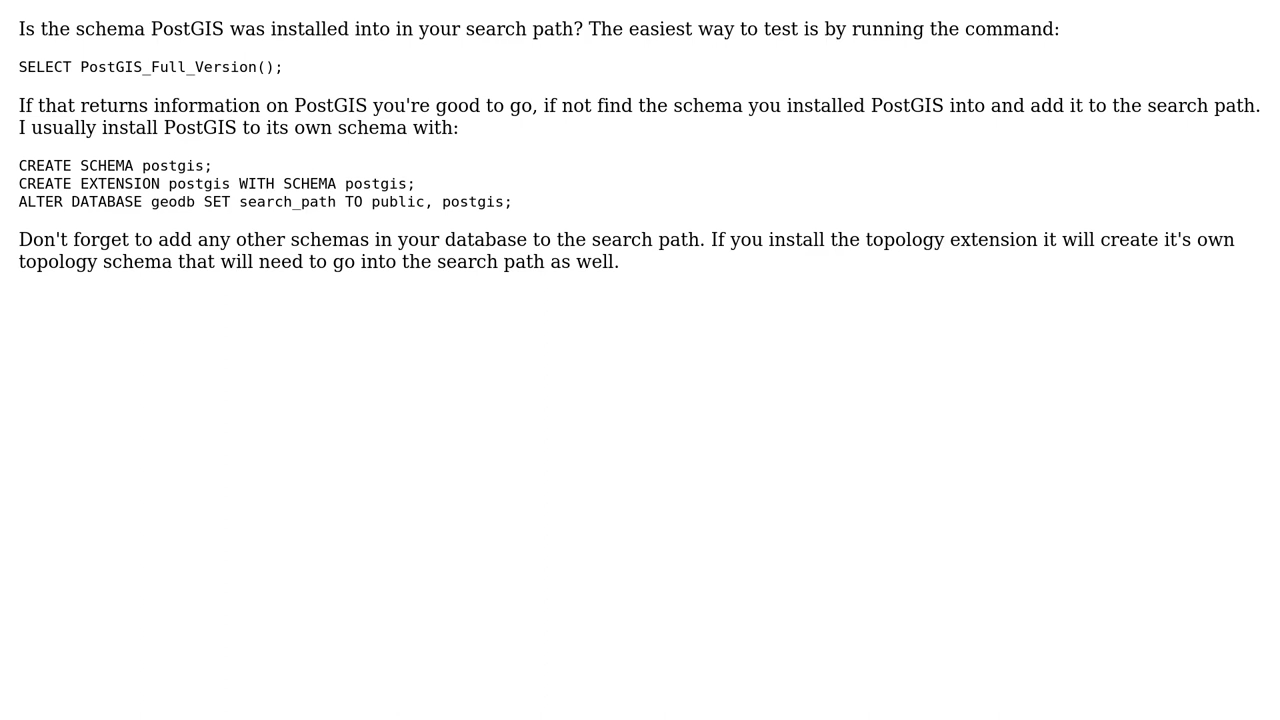 Is the schema PostGIS was installed into in your search path? The easiest way to test is by running the command:
SELECT PostGIS_Full_Version();
If that returns information on PostGIS you're good to go, if not find the schema you installed PostGIS into and add it to the search path.
I usually install PostGIS to its own schema with:
CREATE SCHEMA postgis;
CREATE EXTENSION postgis WITH SCHEMA postgis;
ALTER DATABASE geodb SET search_path TO public, postgis;
Don't forget to add any other schemas in your database to the search path. If you install the topology extension it will create it's own
topology schema that will need to go into the search path as well.